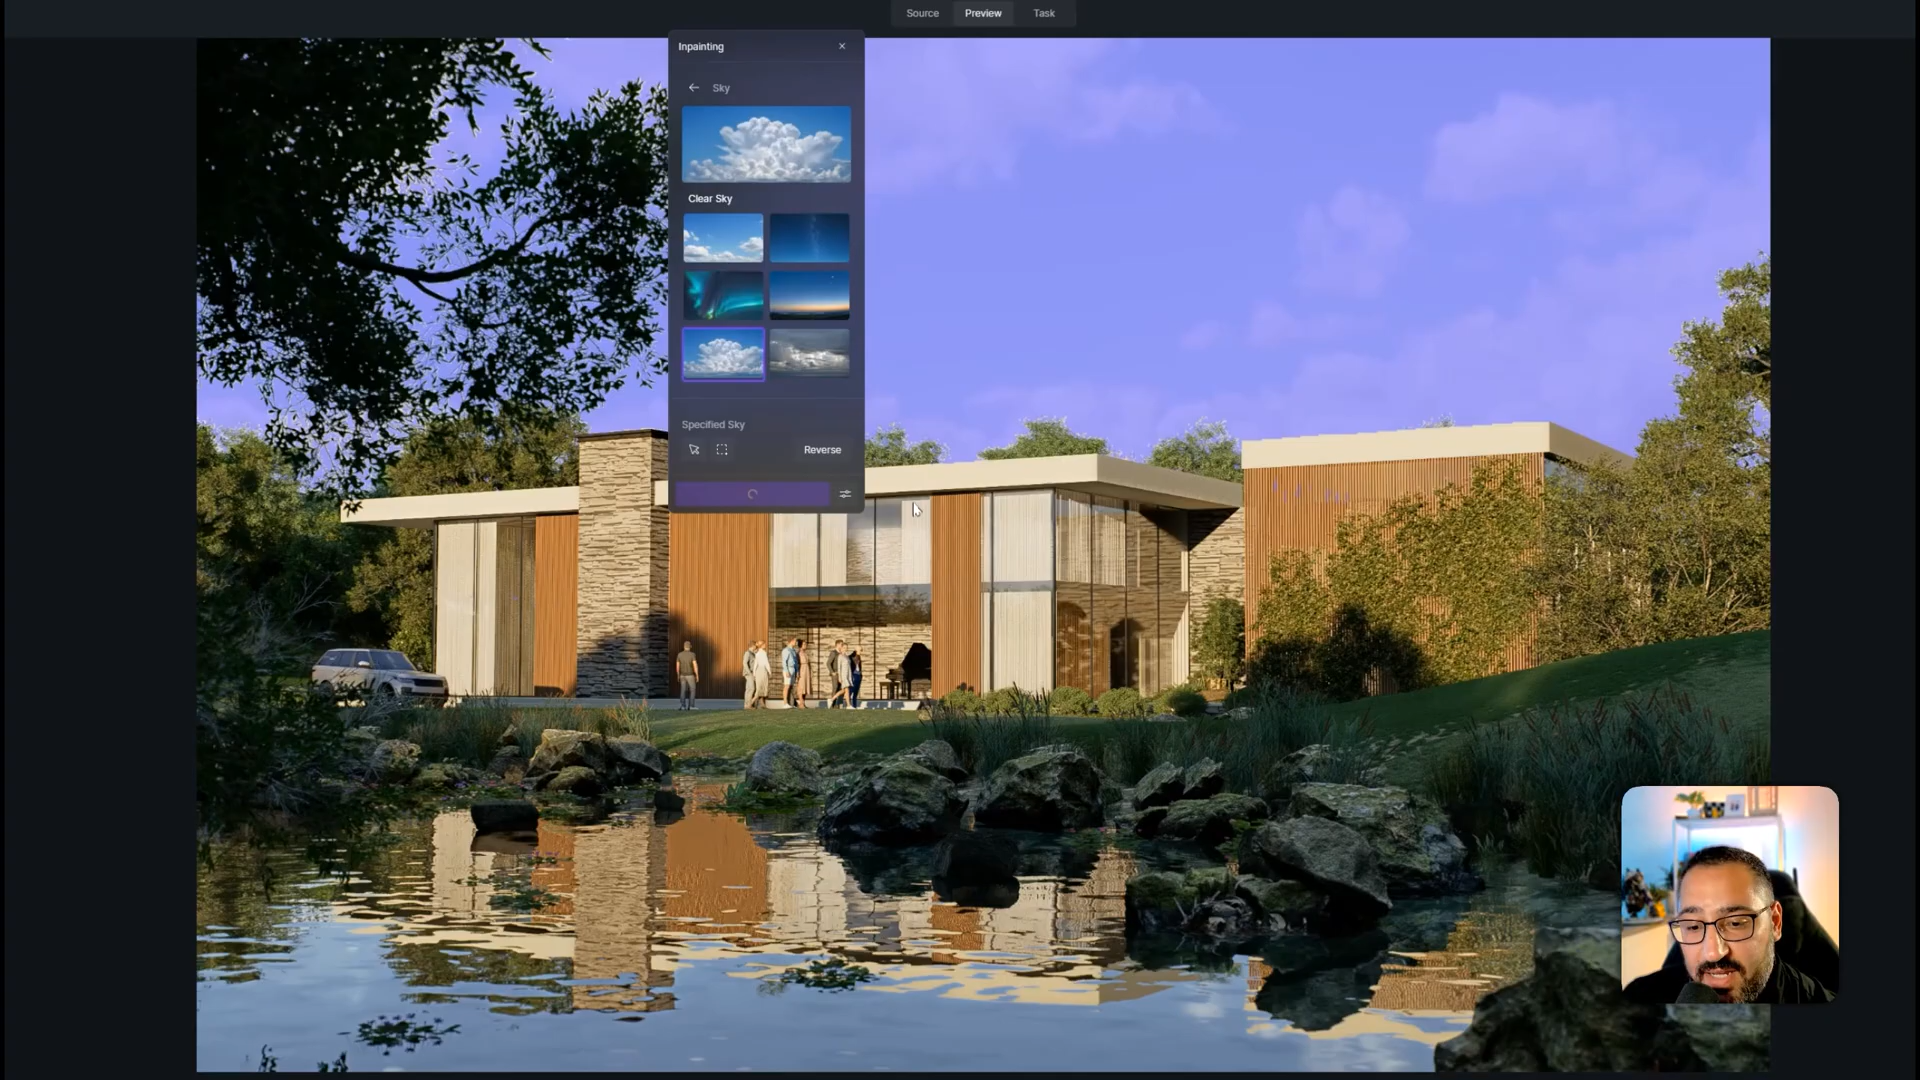 Source Preview Task
Inpainting
Sky
Clear Sky
Specified Sky
Reverse